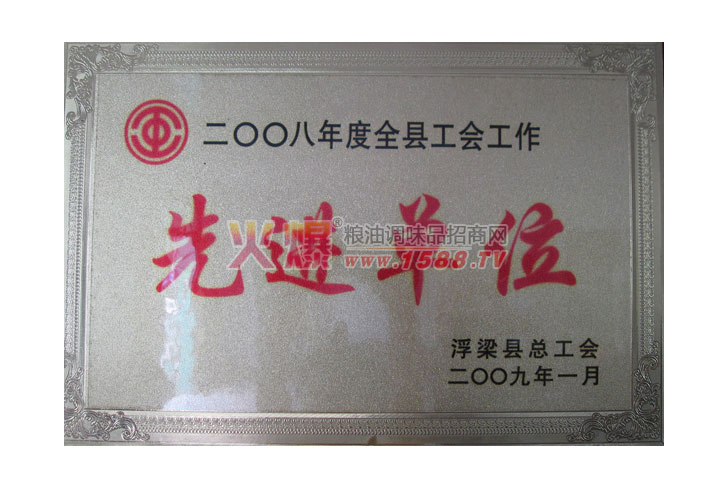 二〇〇八年度全县工会工作
先进单位
火爆®粮油调味品招商网
www.1588.TV
浮梁县总工会
二〇〇九年一月